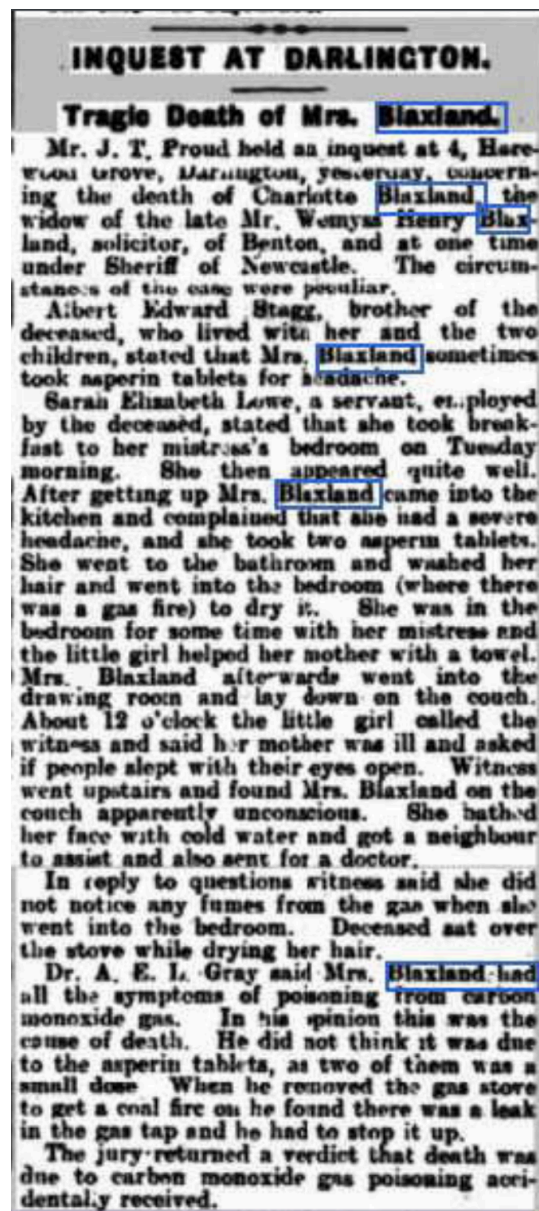 INQUEST AT DARLINGTON.
Tragic Death of Mrs. Blaxland.
Mr. J. T. Proud held an inquest at 4, Hare-
wood Grove, Darlington, yesterday, concern-
ing the death of Charlotte Blaxland, the
widow of the late Mr. Wemyss Henry Blax-
land, solicitor, of Benton, and at one time
under Sheriff of Newcastle. The circum-
stances of the case were peculiar.
Albert Edward Stagg, brother of the
deceased, who lived with her and the two
children, stated that Mrs. Blaxland sometimes
took asperin tablets for headache.
Sarah Elizabeth Lowe, a servant, employed
by the deceased, stated that she took break-
fast to her mistress's bedroom on Tuesday
morning. She then appeared quite well.
After getting up Mrs. Blaxland came into the
kitchen and complained that she had a severe
headache, and she took two asperin tablets.
She went to the bathroom and washed her
hair and went into the bedroom (where there
was a gas fire) to dry it. She was in the
bedroom for some time with her mistress and
the little girl helped her mother with a towel.
Mrs. Blaxland afterwards went into the
drawing room and lay down on the couch.
About 12 o'clock the little girl called the
witness and said her mother was ill and asked
if people slept with their eyes open. Witness
went upstairs and found Mrs. Blaxland on the
couch apparently unconscious. She bathed
her face with cold water and got a neighbour
to assist and also sent for a doctor.
In reply to questions witness said she did
not notice any fumes from the gas when she
went into the bedroom. Deceased sat over
the stove while drying her hair.
Dr. A. E. L. Gray said Mrs. Blaxland had
all the symptoms of poisoning from carbon
monoxide gas. In his opinion this was the
cause of death. He did not think it was due
to the asperin tablets, as two of them was a
small dose. When he removed the gas stove
to get a coal fire on he found there was a leak
in the gas tap and he had to stop it up.
The jury returned a verdict that death was
due to carbon monoxide gas poisoning acci-
dentally received.